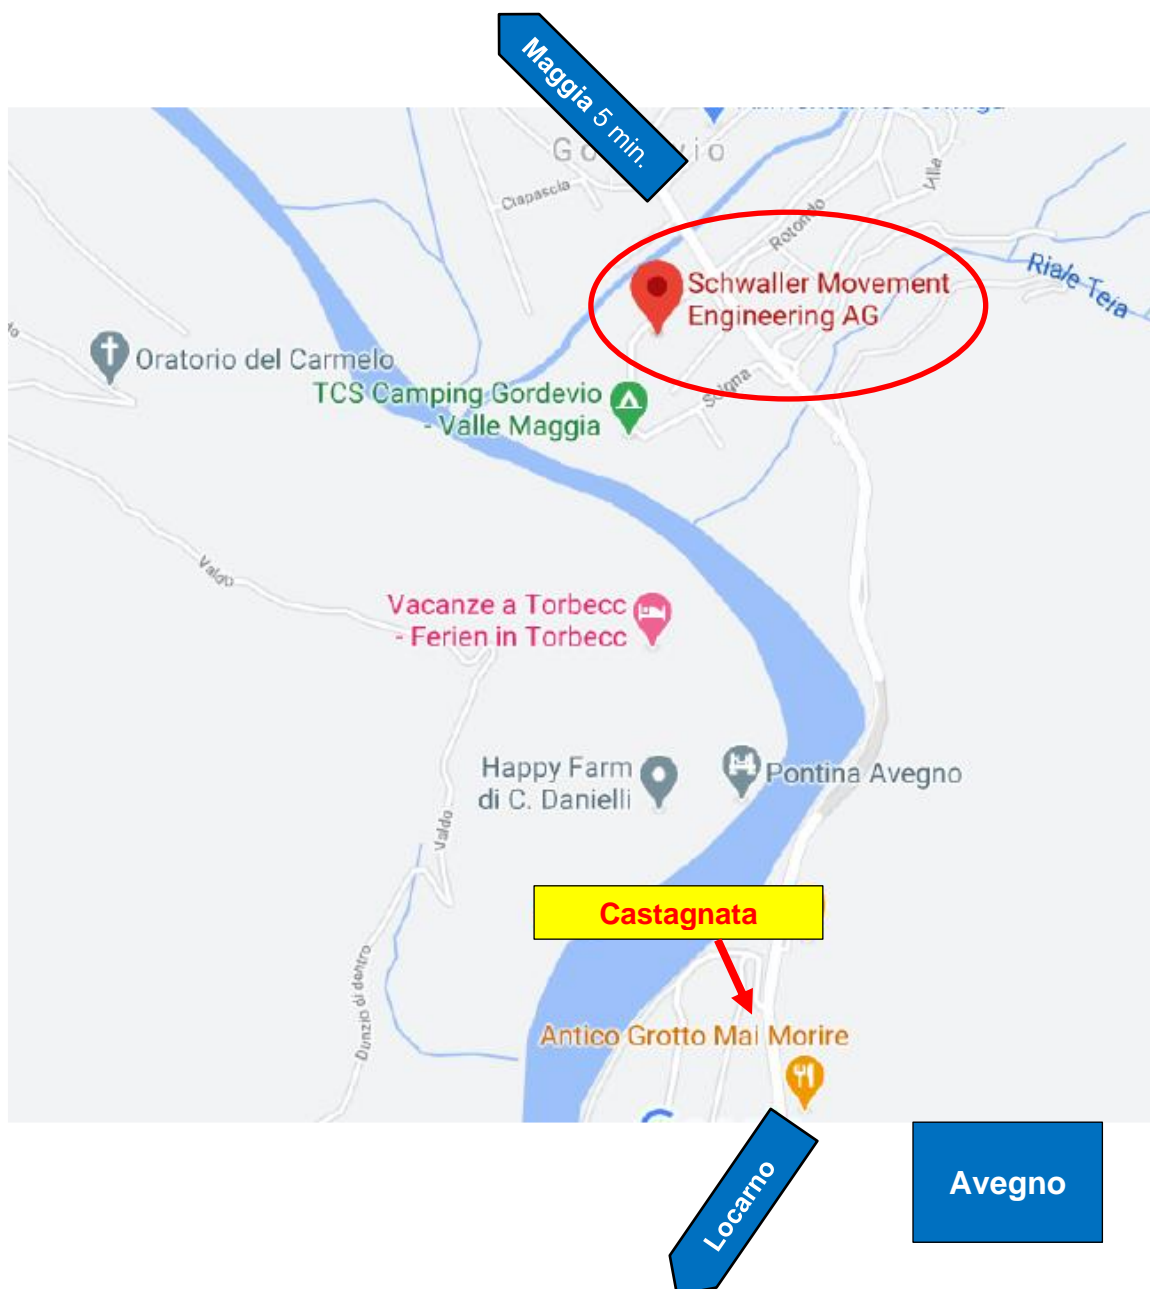 Maggia 5 min.
Ciapascia
Rotondo
Villa
Schwaller Movement
Engineering AG
Riale Teira
Oratorio del Carmelo
TCS Camping Gordevio
- Valle Maggia
Solgna
Valdo
Vacanze a Torbecc
- Ferien in Torbecc
Happy Farm
di C. Danielli
Pontina Avegno
Valdo
Castagnata
Dunzio di dentro
Antico Grotto Mai Morire
Avegno
Locarno